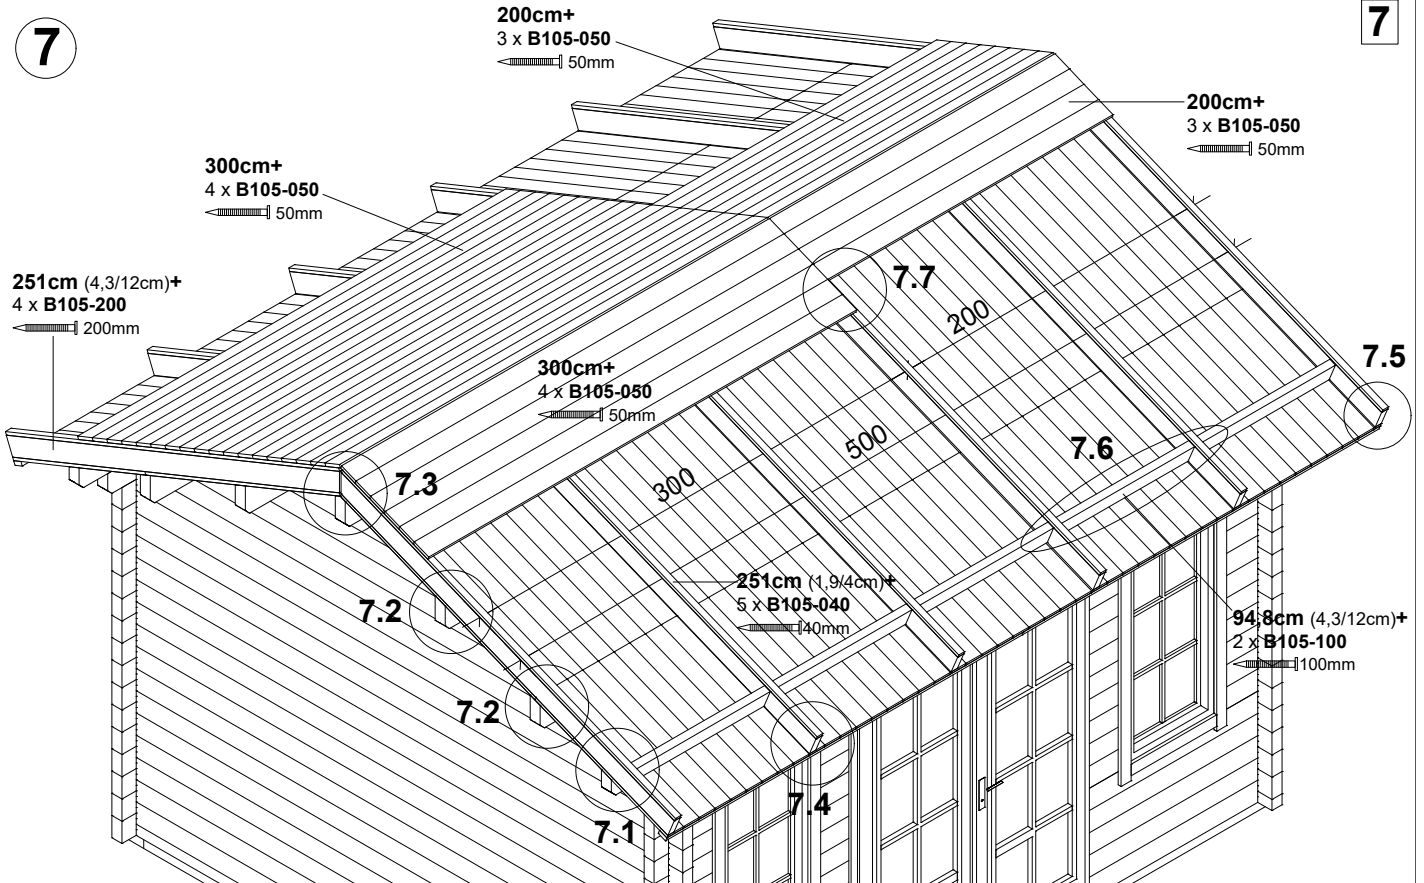 7
200cm+
3 x B105-050
50mm
7
200cm+
3 x B105-050
50mm
300cm+
4 x B105-050
50mm
251cm (4,3/12cm)+
4 x B105-200
200mm
7.7
200
7.5
300cm+
4 x B105-050
50mm
500
7.6
7.3
300
251cm (1,9/4cm)+
5 x B105-040
40mm
7.2
94,8cm (4,3/12cm)+
2 x B105-100
100mm
7.2
7.4
7.1